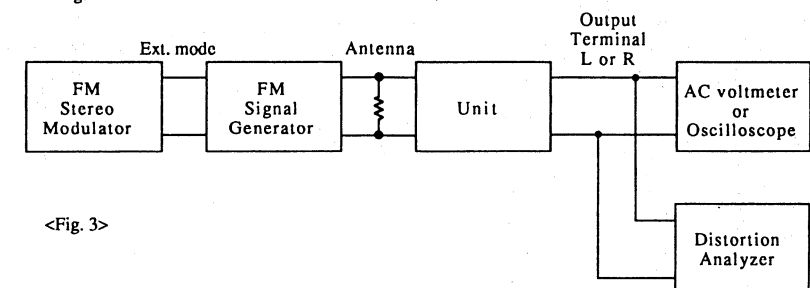 Ext. mode
Antenna
Output
Terminal
L or R
FM
Stereo
Modulator
FM
Signal
Generator
Unit
AC voltmeter
or
Oscilloscope
<Fig. 3>
Distortion
Analyzer